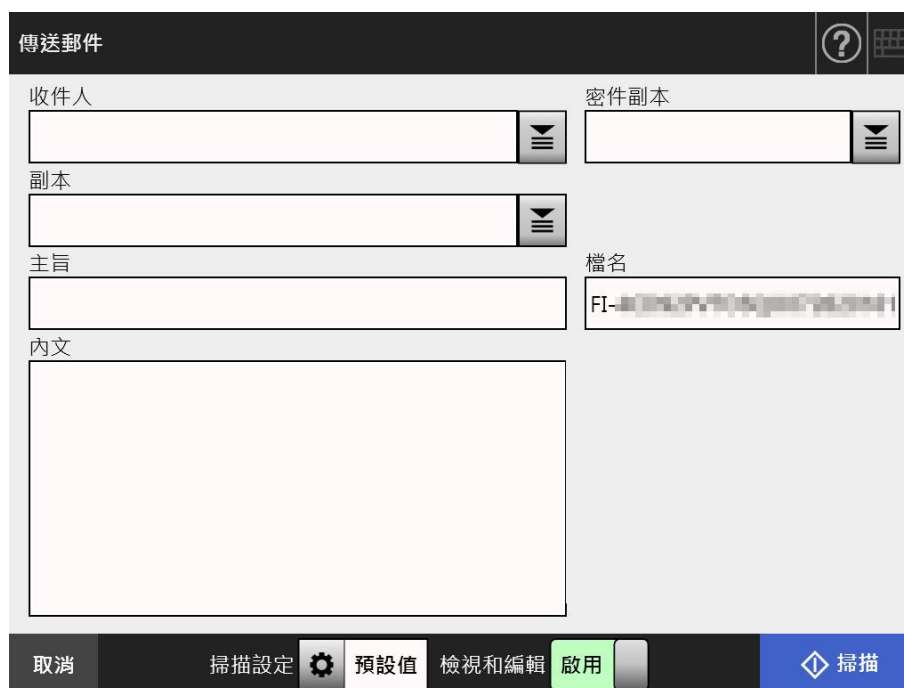 傳送郵件
收件人
密件副本
副本
主旨
檔名
FI-
內文
取消
掃描設定
預設值
檢視和編輯
啟用
掃描